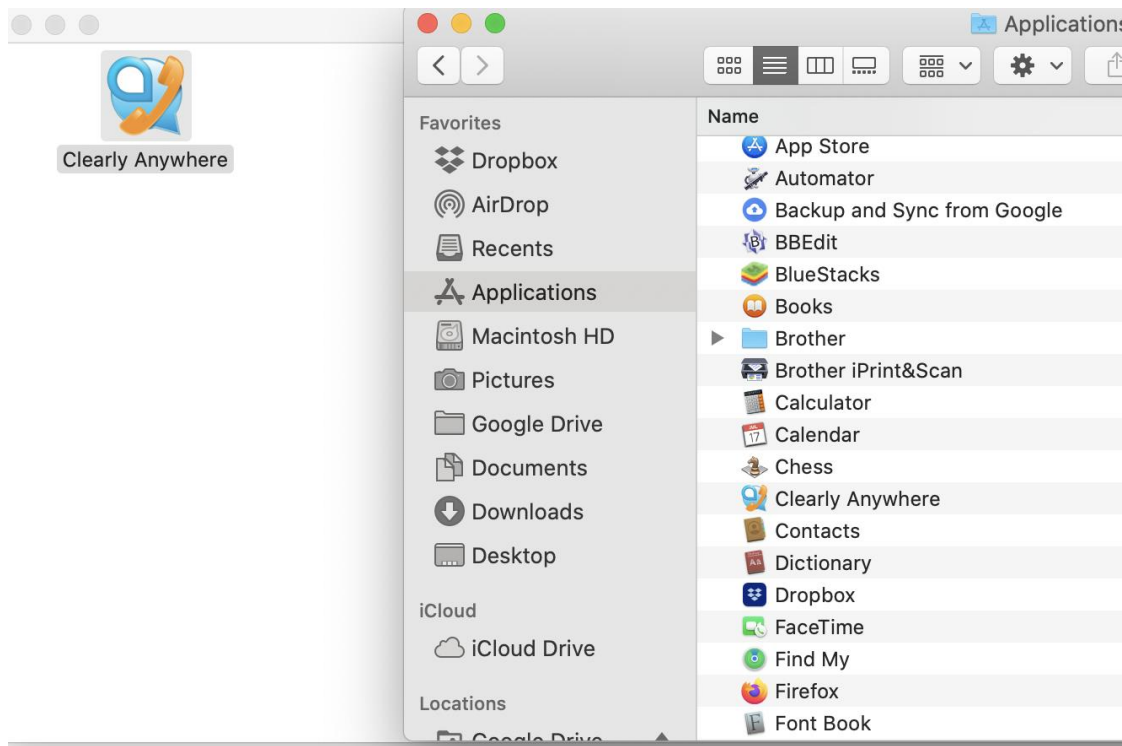 Clearly Anywhere
Applications
Favorites
Dropbox
AirDrop
Recents
Applications
Macintosh HD
Pictures
Google Drive
Documents
Downloads
Desktop
iCloud
iCloud Drive
Locations
Google Drive
Name
App Store
Automator
Backup and Sync from Google
BBEdit
BlueStacks
Books
Brother
Brother iPrint&Scan
Calculator
Calendar
Chess
Clearly Anywhere
Contacts
Dictionary
Dropbox
FaceTime
Find My
Firefox
Font Book